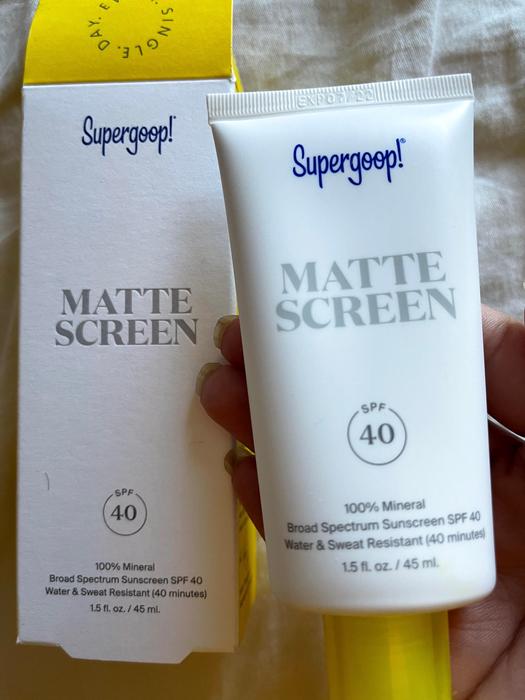 SINGLE. DAY.
Supergoop!
MATTE
SCREEN
SPF
40
100% Mineral
Broad Spectrum Sunscreen SPF 40
Water & Sweat Resistant (40 minutes)
1.5 fl. oz. / 45 ml.
Supergoop!®
MATTE
SCREEN
SPF
40
100% Mineral
Broad Spectrum Sunscreen SPF 40
Water & Sweat Resistant (40 minutes)
1.5 fl. oz. / 45 ml.